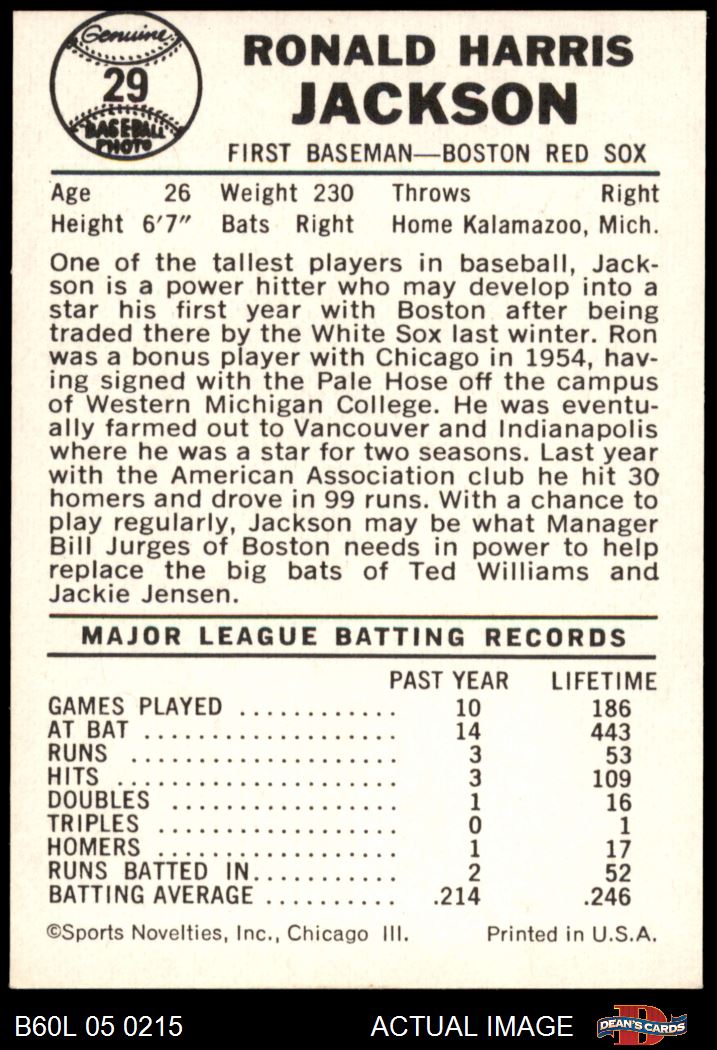 Genuine
29
BASEBALL
PHOTO
RONALD HARRIS
JACKSON
FIRST BASEMAN—BOSTON RED SOX
Age 26 Weight 230 Throws Right
Height 6'7" Bats Right Home Kalamazoo, Mich.
One of the tallest players in baseball, Jack-
son is a power hitter who may develop into a
star his first year with Boston after being
traded there by the White Sox last winter. Ron
was a bonus player with Chicago in 1954, hav-
ing signed with the Pale Hose off the campus
of Western Michigan College. He was eventu-
ally farmed out to Vancouver and Indianapolis
where he was a star for two seasons. Last year
with the American Association club he hit 30
homers and drove in 99 runs. With a chance to
play regularly, Jackson may be what Manager
Bill Jurges of Boston needs in power to help
replace the big bats of Ted Williams and
Jackie Jensen.
MAJOR LEAGUE BATTING RECORDS
PAST YEAR LIFETIME
GAMES PLAYED ............ 10 186
AT BAT .................... 14 443
RUNS ..................... 3 53
HITS ...................... 3 109
DOUBLES ................. 1 16
TRIPLES .................. 0 1
HOMERS .................. 1 17
RUNS BATTED IN........... 2 52
BATTING AVERAGE .......... .214 .246
©Sports Novelties, Inc., Chicago Ill. Printed in U.S.A.
B60L 05 0215 ACTUAL IMAGE D DEAN'S CARDS